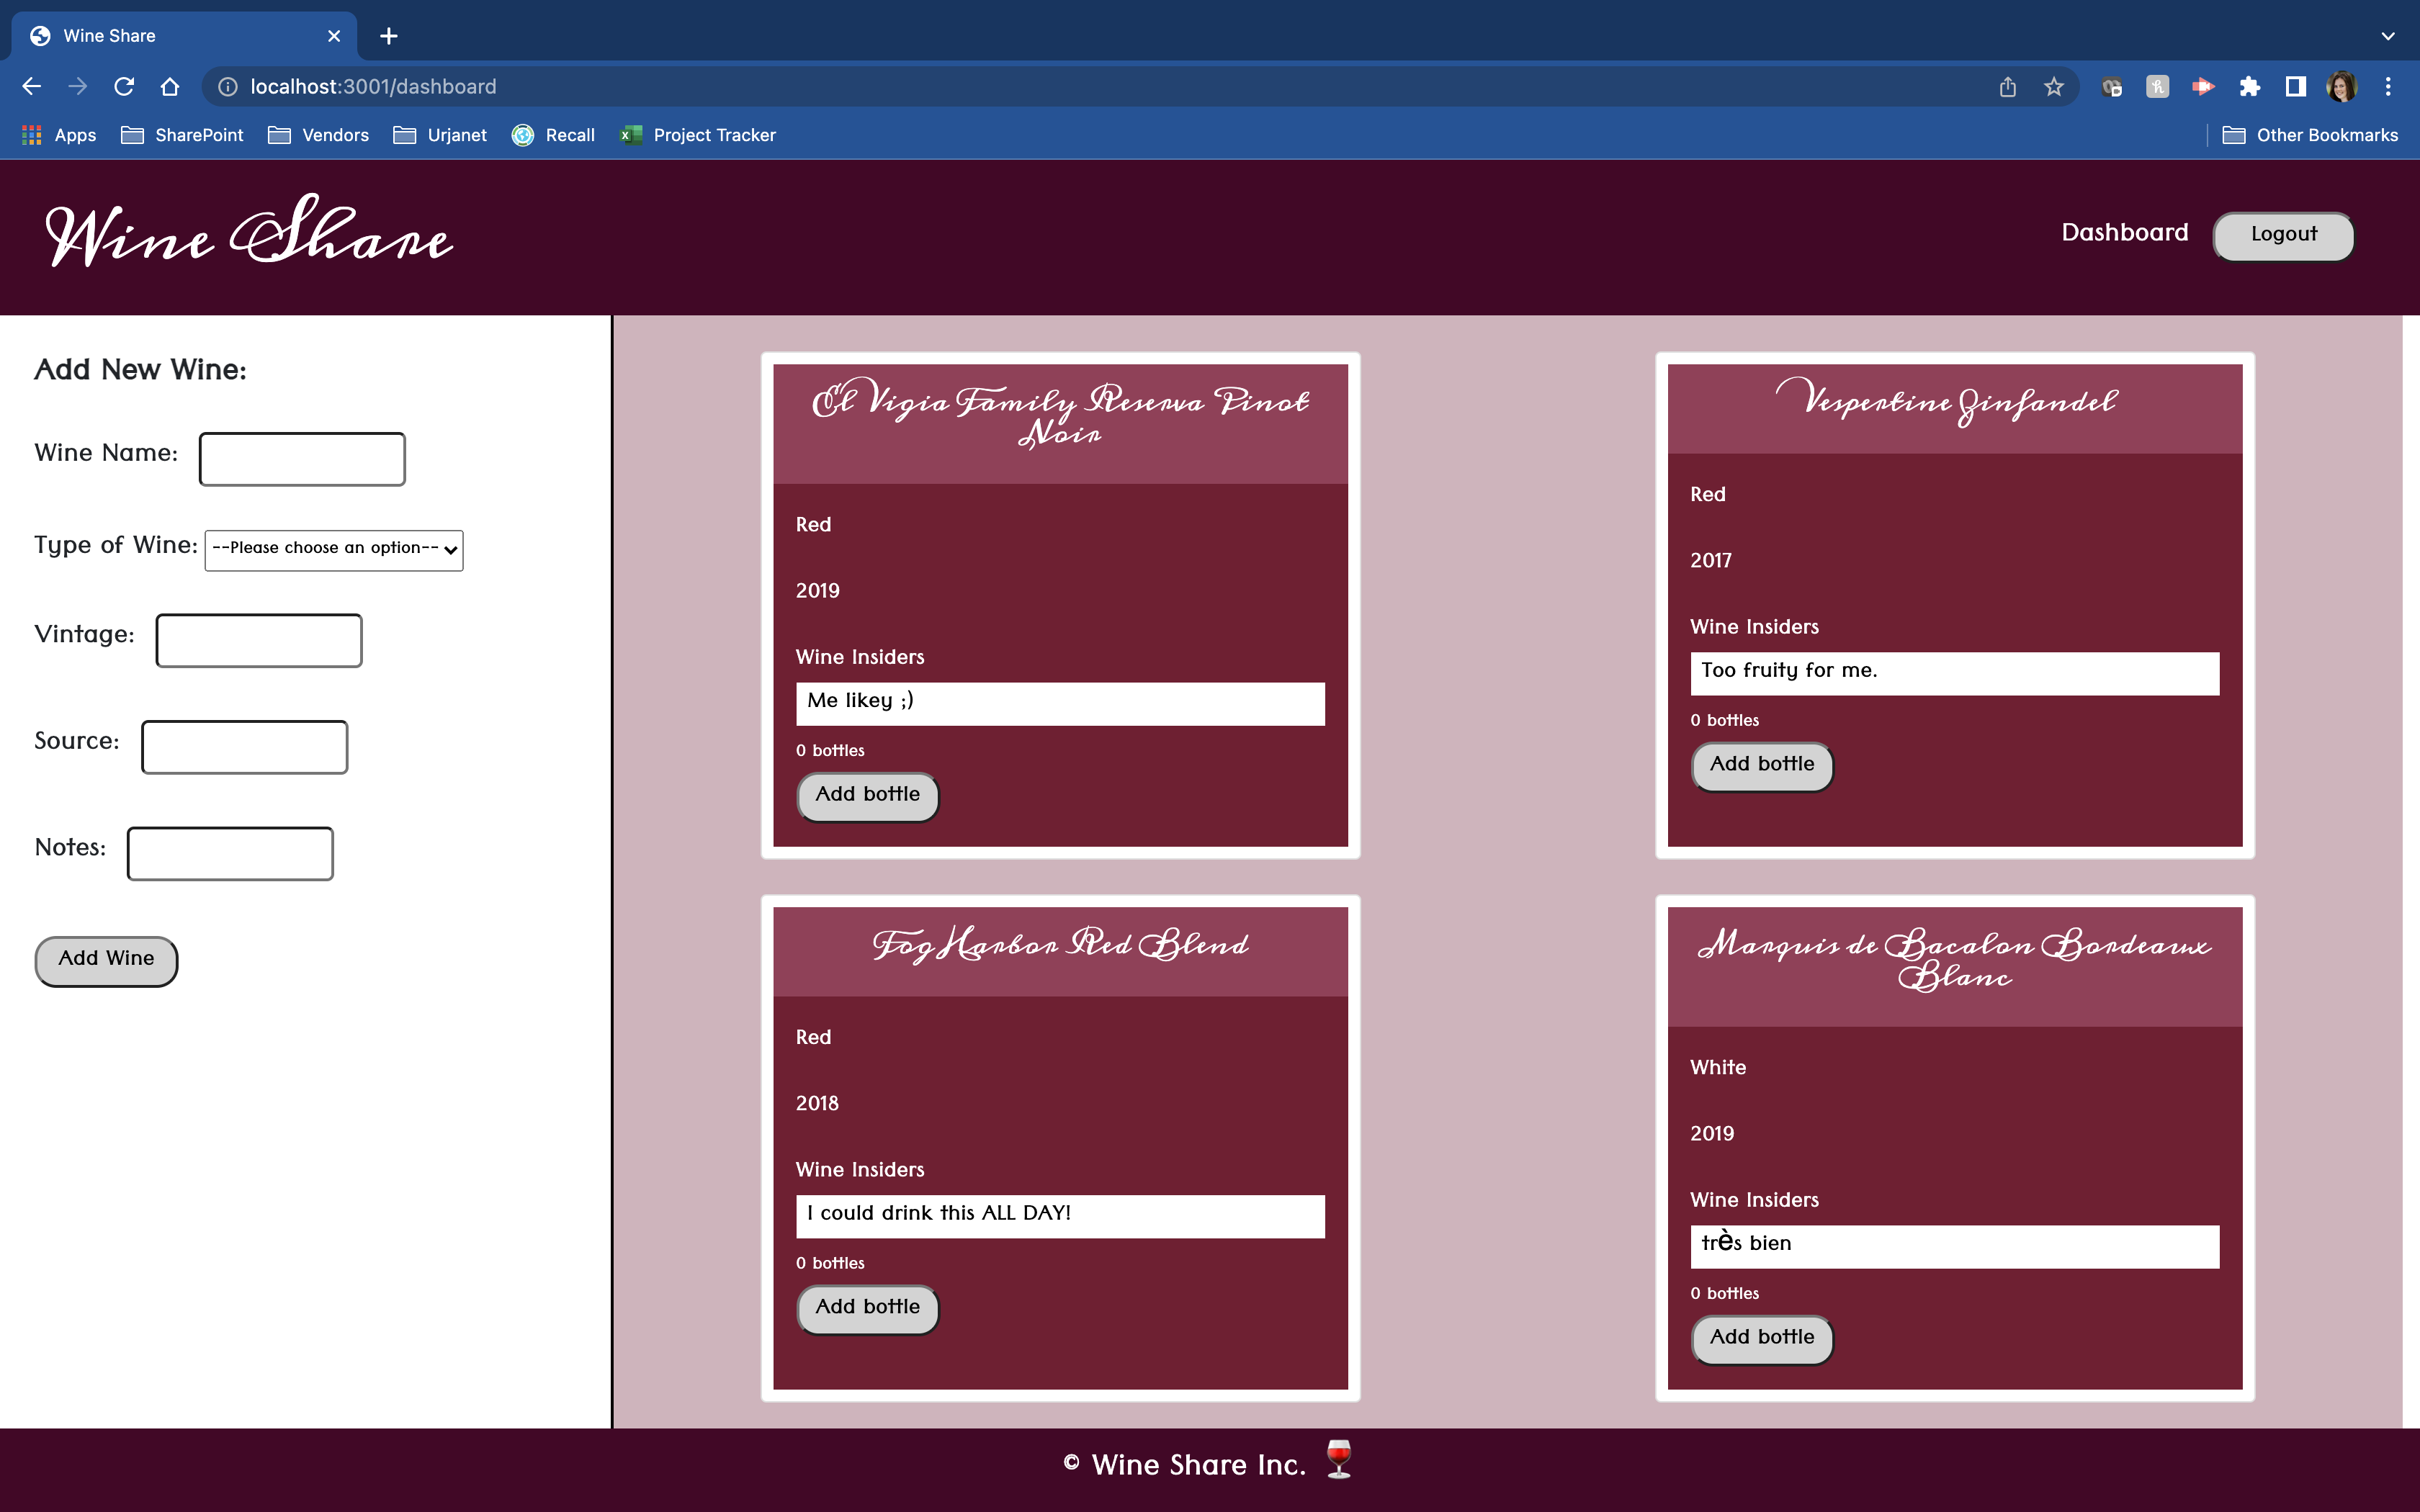 Wine Share
localhost:3001/dashboard
Apps SharePoint Vendors Urjanet Recall Project Tracker Other Bookmarks
Wine Share
Dashboard Logout
Add New Wine:
Wine Name:
Type of Wine: --Please choose an option--
Vintage:
Source:
Notes:
Add Wine
El Vigia Family Reserva Pinot
Noir
Red
2019
Wine Insiders
Me likey ;)
0 bottles
Add bottle
Vespertine Zinfandel
Red
2017
Wine Insiders
Too fruity for me.
0 bottles
Add bottle
Fog Harbor Red Blend
Red
2018
Wine Insiders
I could drink this ALL DAY!
0 bottles
Add bottle
Marquis de Bacalon Bordeaux
Blanc
White
2019
Wine Insiders
très bien
0 bottles
Add bottle
© Wine Share Inc. 🍷